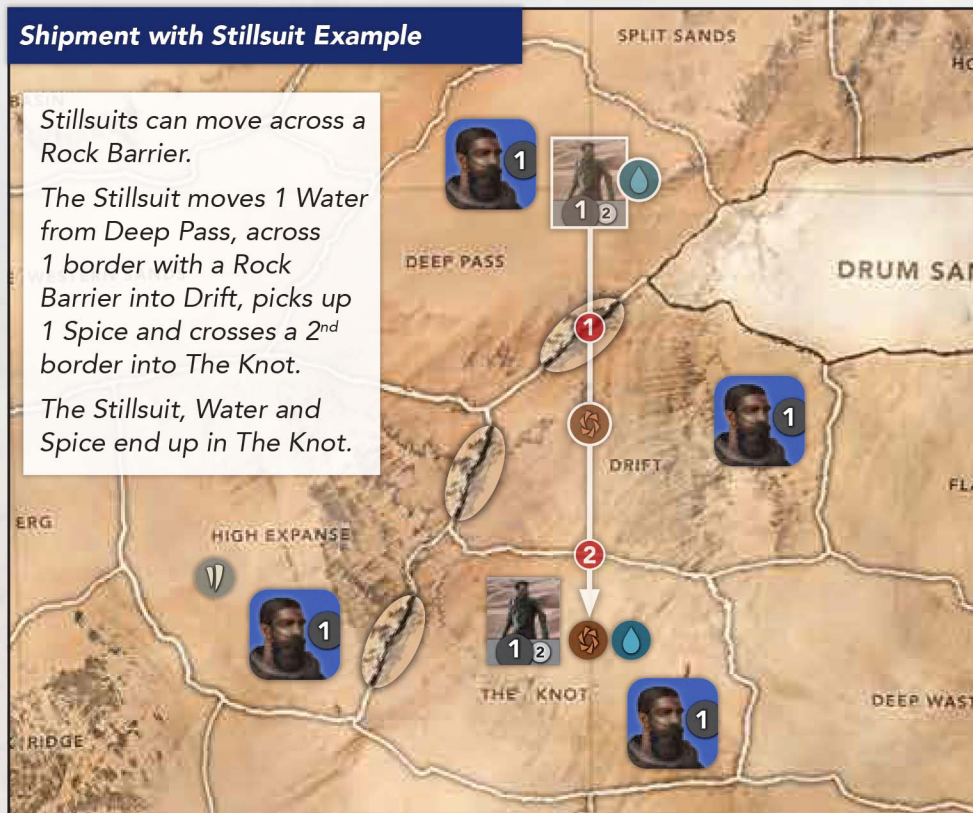 Shipment with Stillsuit Example
SPLIT SANDS
Stillsuits can move across a
Rock Barrier.
The Stillsuit moves 1 Water
from Deep Pass, across
1 border with a Rock
Barrier into Drift, picks up
1 Spice and crosses a 2nd
border into The Knot.
The Stillsuit, Water and
Spice end up in The Knot.
1
1 2
DEEP PASS
DRUM SAN
1
1
DRIFT
ERG
HIGH EXPANSE
2
1
1 2
THE KNOT
1
DEEP WAST
RIDGE